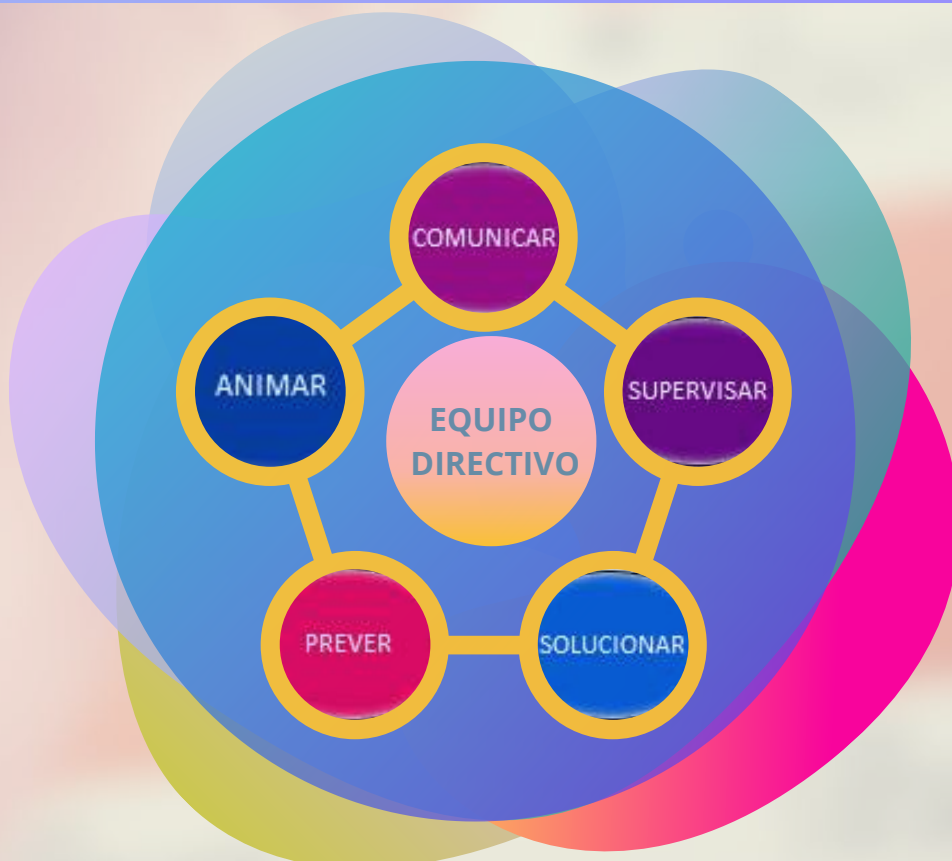 COMUNICAR
ANIMAR
SUPERVISAR
EQUIPO
DIRECTIVO
PREVER
SOLUCIONAR